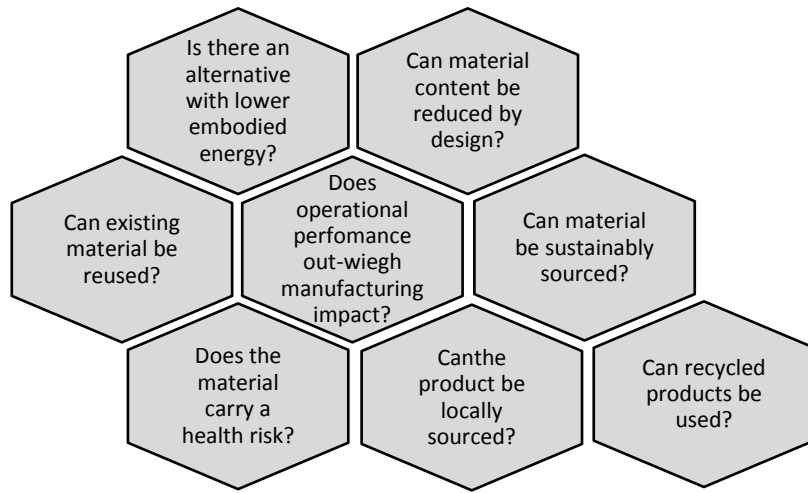 Is there an
alternative
with lower
embodied
energy?
Can material
content be
reduced by
design?
Can existing
material be
reused?
Does
operational
perfomance
out-wiegh
manufacturing
impact?
Can material
be sustainably
sourced?
Does the
material
carry a
health risk?
Canthe
product be
locally
sourced?
Can recycled
products be
used?